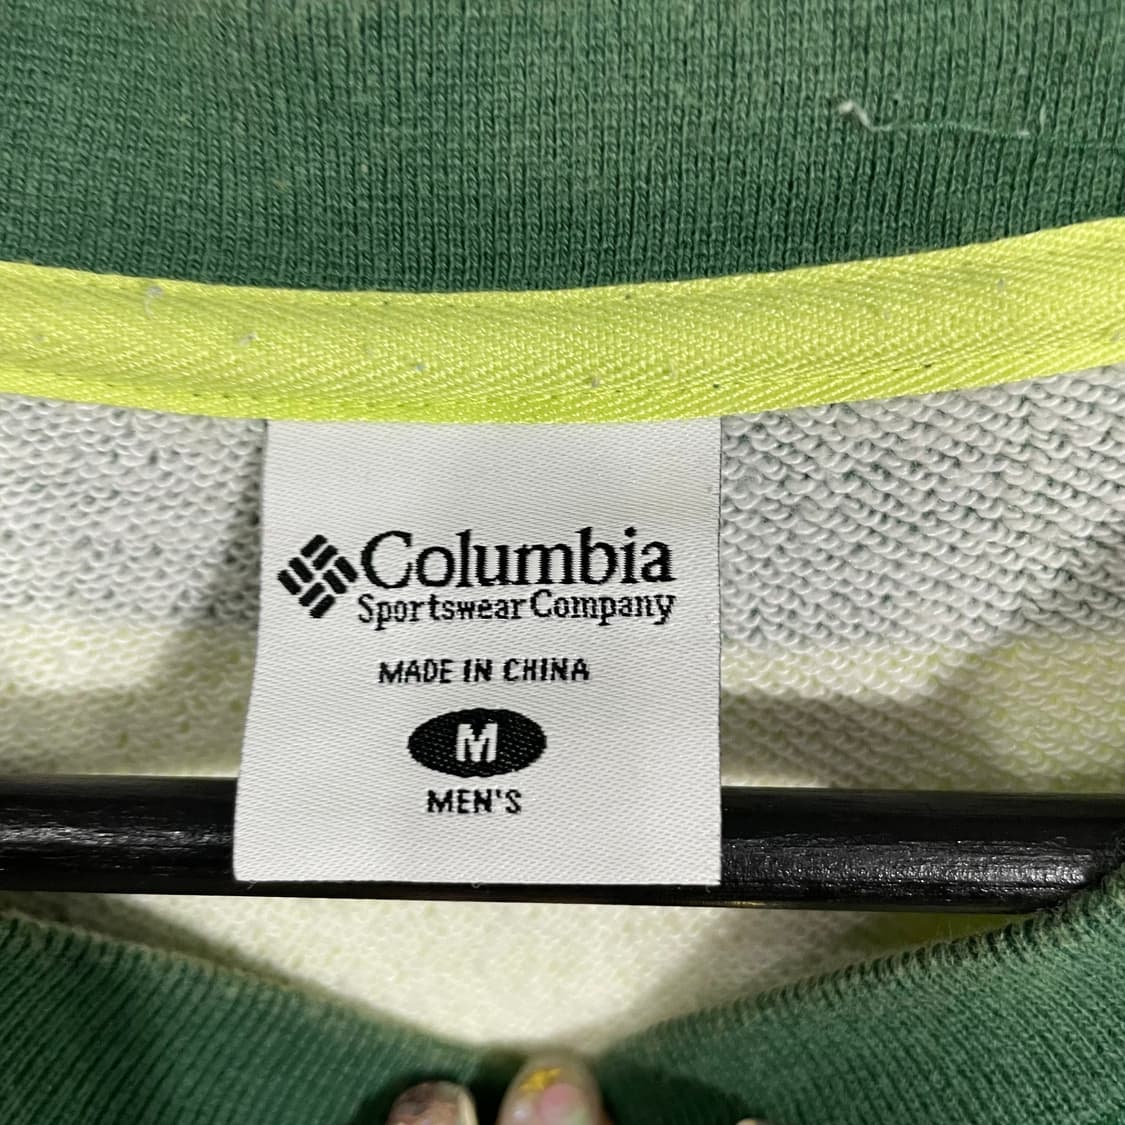 Columbia
Sportswear Company
MADE IN CHINA
M
MEN'S